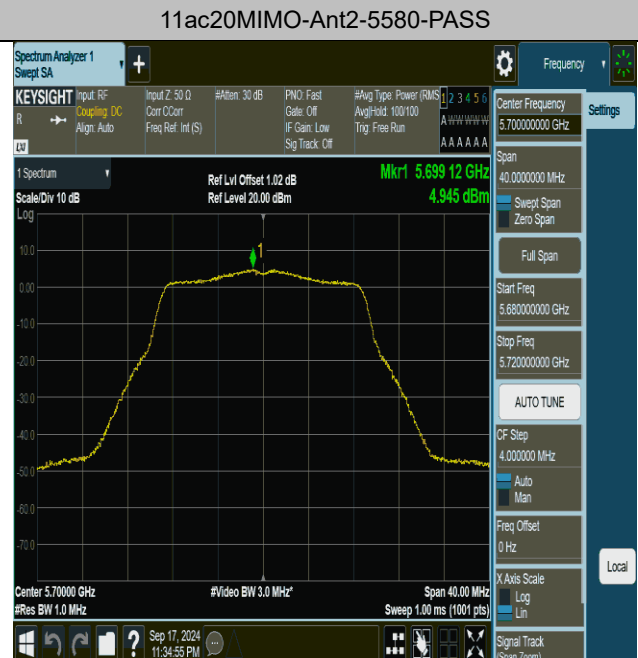 11ac20MIMO-Ant2-5580-PASS
Spectrum Analyzer 1
Swept SA
+
Frequency
KEYSIGHT
R
LXI
Input: RF
Coupling: DC
Align: Auto
Input Z: 50 Ω
Corr CCorr
Freq Ref: Int (S)
#Atten: 30 dB
PNO: Fast
Gate: Off
IF Gain: Low
Sig Track: Off
#Avg Type: Power (RMS
Avg|Hold: 100/100
Trig: Free Run
1 2 3 4 5 6
A W W W W W
A A A A A A
1 Spectrum
Scale/Div 10 dB
Log
Ref Lvl Offset 1.02 dB
Ref Level 20.00 dBm
Mkr1 5.699 12 GHz
4.945 dBm
1
10.0
0.00
-10.0
-20.0
-30.0
-40.0
-50.0
-60.0
-70.0
Center 5.70000 GHz
#Res BW 1.0 MHz
#Video BW 3.0 MHz*
Span 40.00 MHz
Sweep 1.00 ms (1001 pts)
Center Frequency
5.700000000 GHz
Settings
Span
40.0000000 MHz
Swept Span
Zero Span
Full Span
Start Freq
5.680000000 GHz
Stop Freq
5.720000000 GHz
AUTO TUNE
CF Step
4.000000 MHz
Auto
Man
Freq Offset
0 Hz
X Axis Scale
Log
Lin
Local
Signal Track
(Span Zoom)
?
Sep 17, 2024
11:34:55 PM